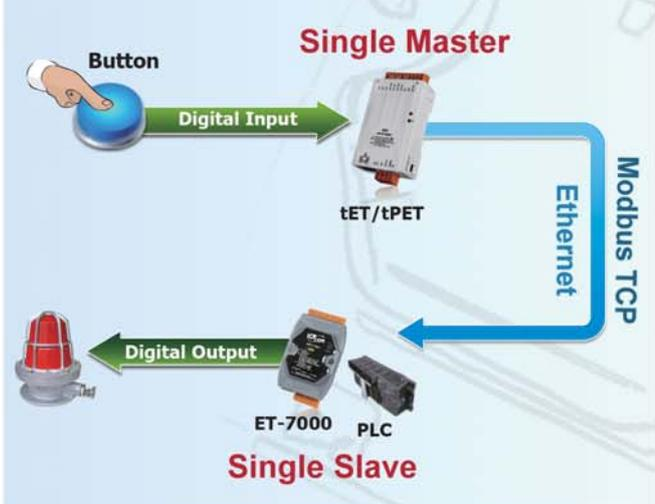 Single Master
Button
Digital Input
tET/tPET
Modbus TCP
Ethernet
Digital Output
ET-7000
PLC
Single Slave